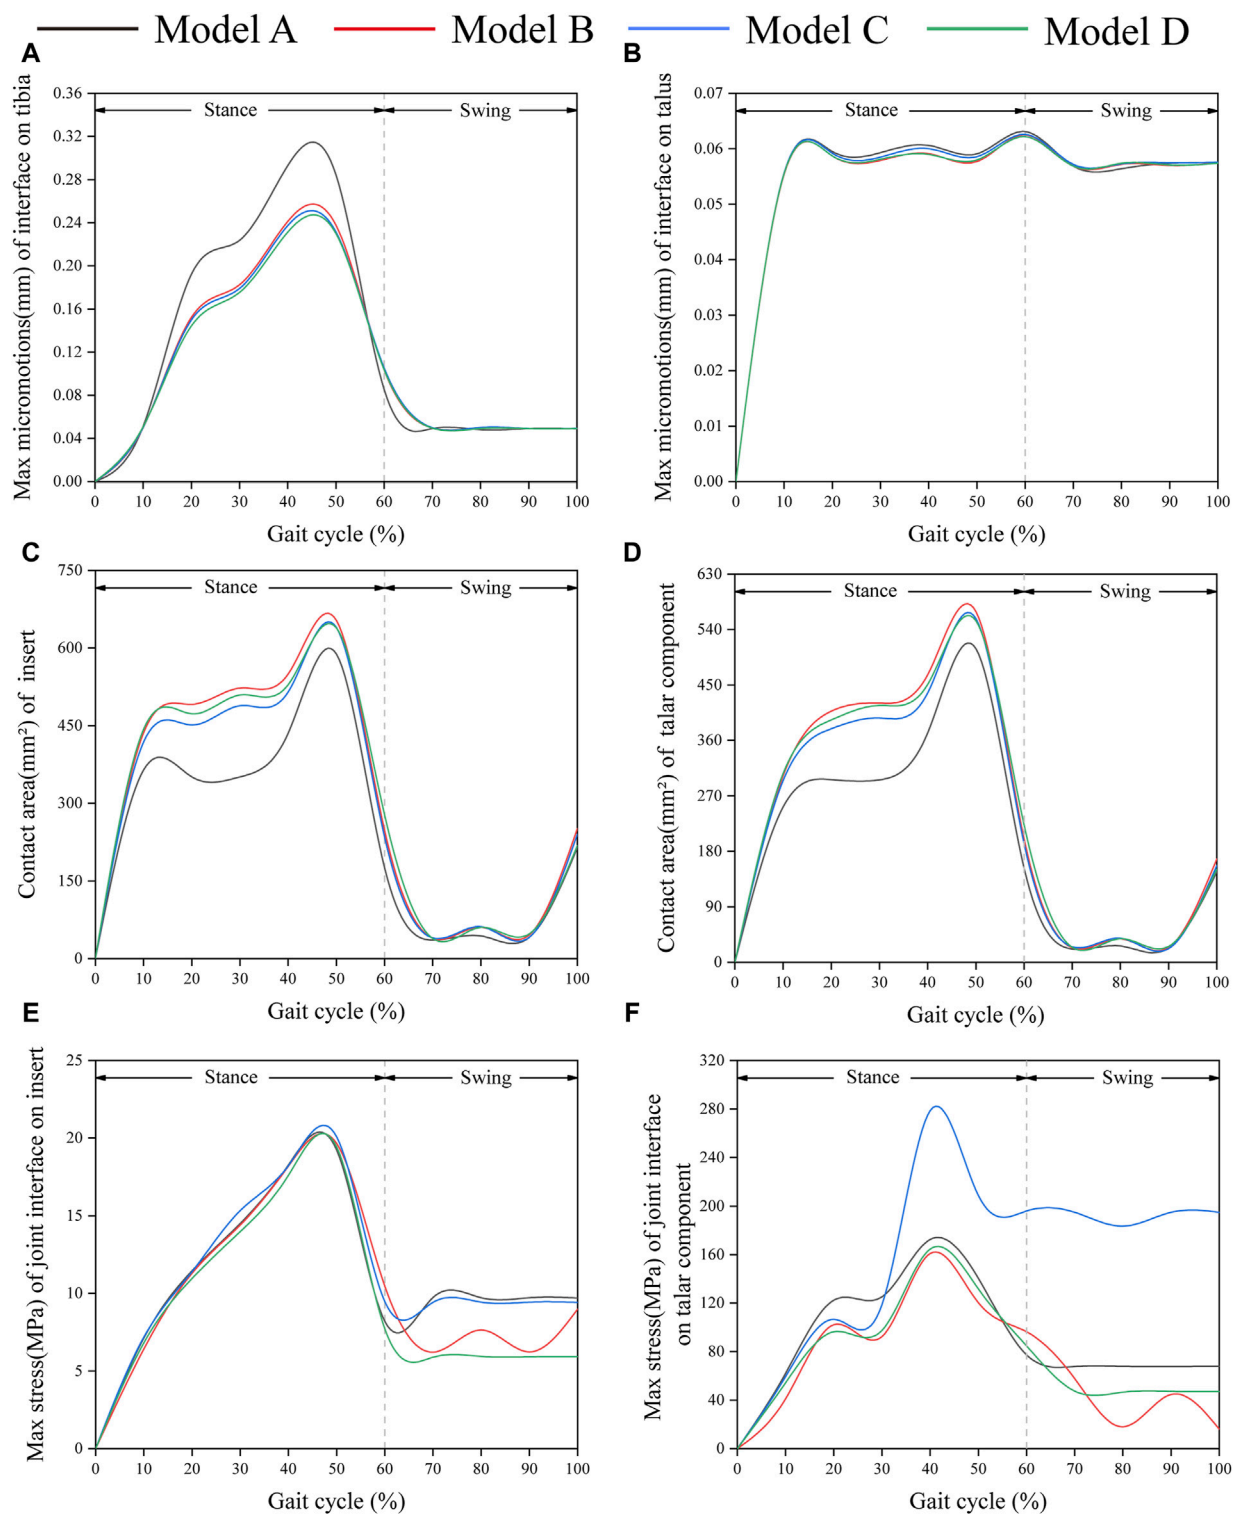 Model A Model B Model C Model D
A
Max micromotions(mm) of interface on tibia
0.36
0.32
0.28
0.24
0.20
0.16
0.12
0.08
0.04
0.00
Stance Swing
0 10 20 30 40 50 60 70 80 90 100
Gait cycle (%)
B
Max micromotions(mm) of interface on talus
0.07
0.06
0.05
0.04
0.03
0.02
0.01
0.00
Stance Swing
0 10 20 30 40 50 60 70 80 90 100
Gait cycle (%)
C
Contact area(mm²) of insert
750
600
450
300
150
0
Stance Swing
0 10 20 30 40 50 60 70 80 90 100
Gait cycle (%)
D
Contact area(mm²) of talar component
630
540
450
360
270
180
90
0
Stance Swing
0 10 20 30 40 50 60 70 80 90 100
Gait cycle (%)
E
Max stress(MPa) of joint interface on insert
25
20
15
10
5
0
Stance Swing
0 10 20 30 40 50 60 70 80 90 100
Gait cycle (%)
F
Max stress(MPa) of joint interface
on talar component
320
280
240
200
160
120
80
40
0
Stance Swing
0 10 20 30 40 50 60 70 80 90 100
Gait cycle (%)